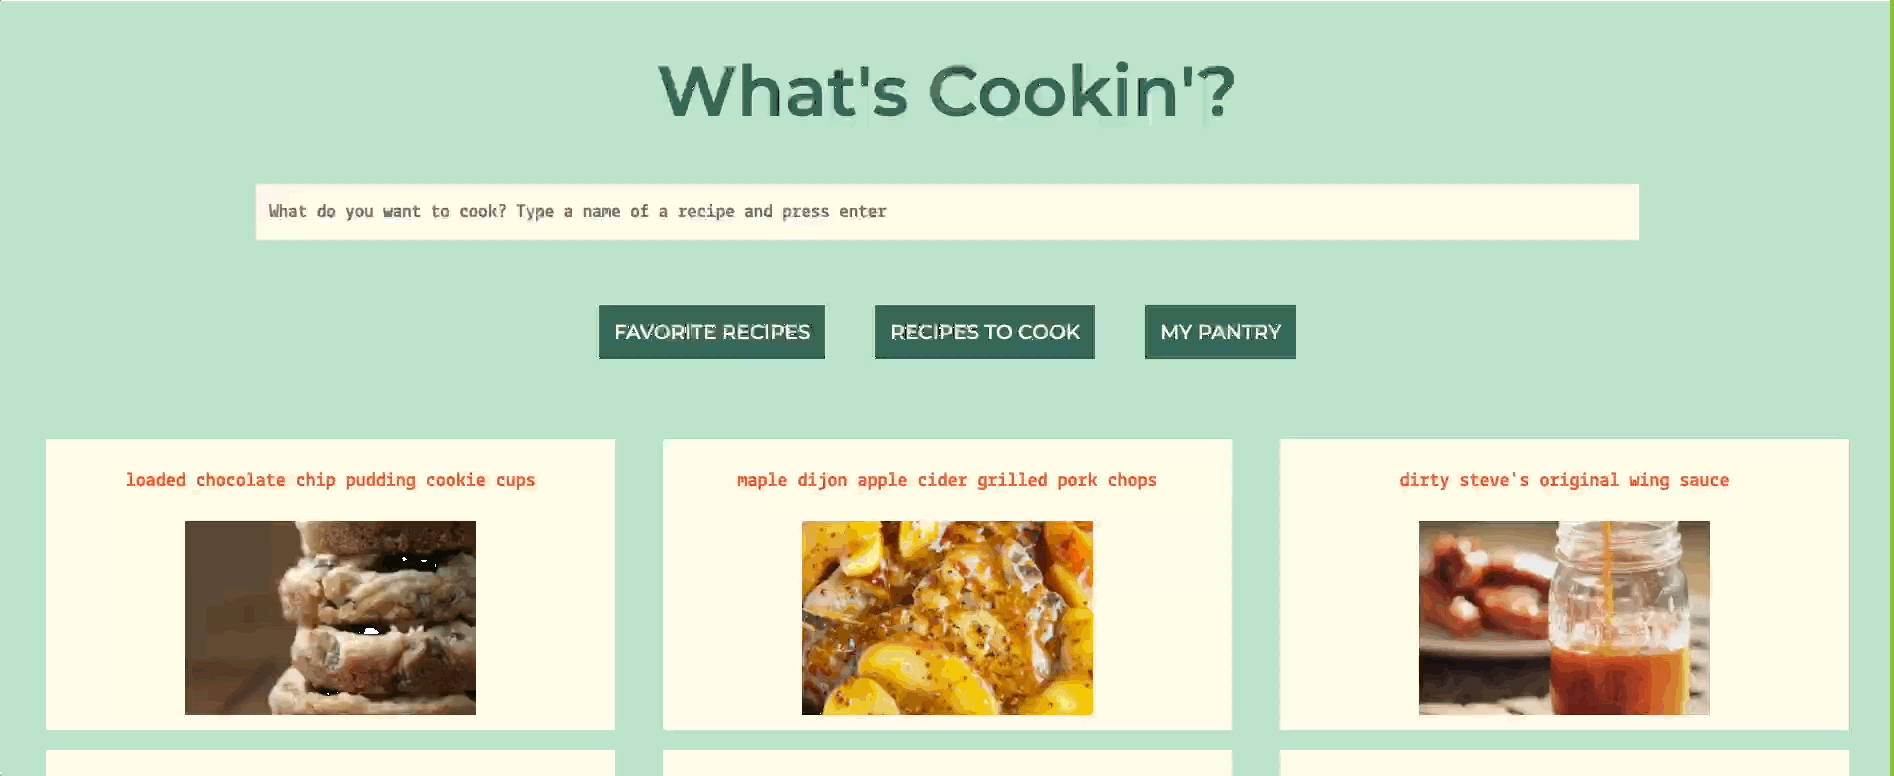 What's Cookin'?
What do you want to cook? Type a name of a recipe and press enter
FAVORITE RECIPES
RECIPES TO COOK
MY PANTRY
loaded chocolate chip pudding cookie cups
maple dijon apple cider grilled pork chops
dirty steve's original wing sauce